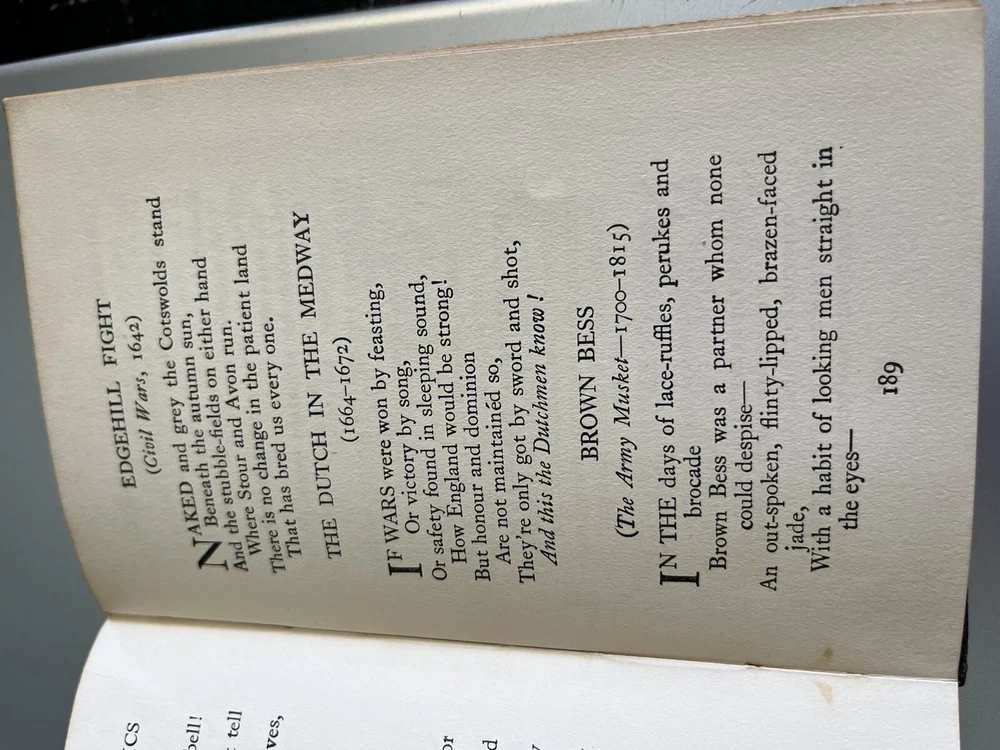 ICS
bell!
tell
ves,
or
EDGEHILL FIGHT
(Civil Wars, 1642)
NAKED and grey the Cotswolds stand
Beneath the autumn sun,
And the stubble-fields on either hand
Where Stour and Avon run.
There is no change in the patient land
That has bred us every one.
THE DUTCH IN THE MEDWAY
(1664–1672)
IF WARS were won by feasting,
Or victory by song,
Or safety found in sleeping sound,
How England would be strong!
But honour and dominion
Are not maintainéd so,
They're only got by sword and shot,
And this the Dutchmen know!
BROWN BESS
(The Army Musket—1700–1815)
IN THE days of lace-ruffles, perukes and
brocade
Brown Bess was a partner whom none
could despise—
An out-spoken, flinty-lipped, brazen-faced
jade,
With a habit of looking men straight in
the eyes—
189